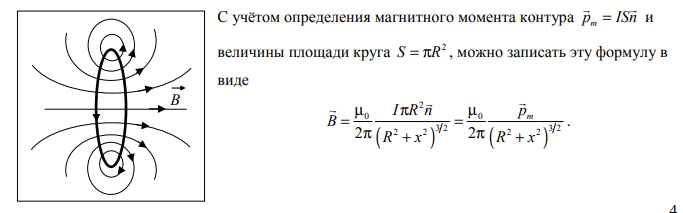 С учётом определения магнитного момента контура $\vec{p}_m = IS\vec{n}$ и
величины площади круга $S = \pi R^2$, можно записать эту формулу в
виде
$\vec{B}$
$\vec{B} = \frac{\mu_0}{2\pi} \frac{I\pi R^2 \vec{n}}{\left(R^2 + x^2\right)^{3/2}} = \frac{\mu_0}{2\pi} \frac{\vec{p}_m}{\left(R^2 + x^2\right)^{3/2}}.$
4